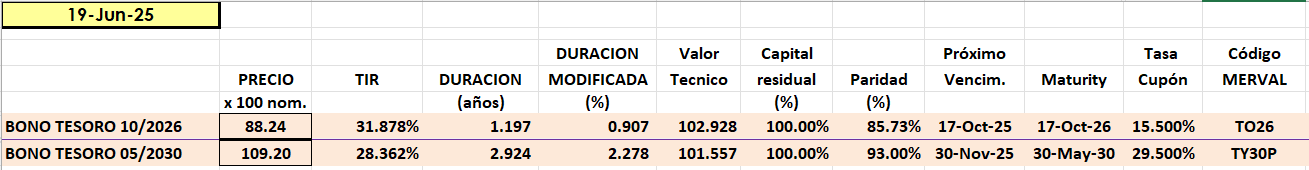 19-Jun-25
DURACION Valor Capital Próximo Tasa Código
PRECIO TIR DURACION MODIFICADA Tecnico residual Paridad Vencim. Maturity Cupón MERVAL
x 100 nom. (años) (%) (%) (%)
BONO TESORO 10/2026 88.24 31.878% 1.197 0.907 102.928 100.00% 85.73% 17-Oct-25 17-Oct-26 15.500% TO26
BONO TESORO 05/2030 109.20 28.362% 2.924 2.278 101.557 100.00% 93.00% 30-Nov-25 30-May-30 29.500% TY30P